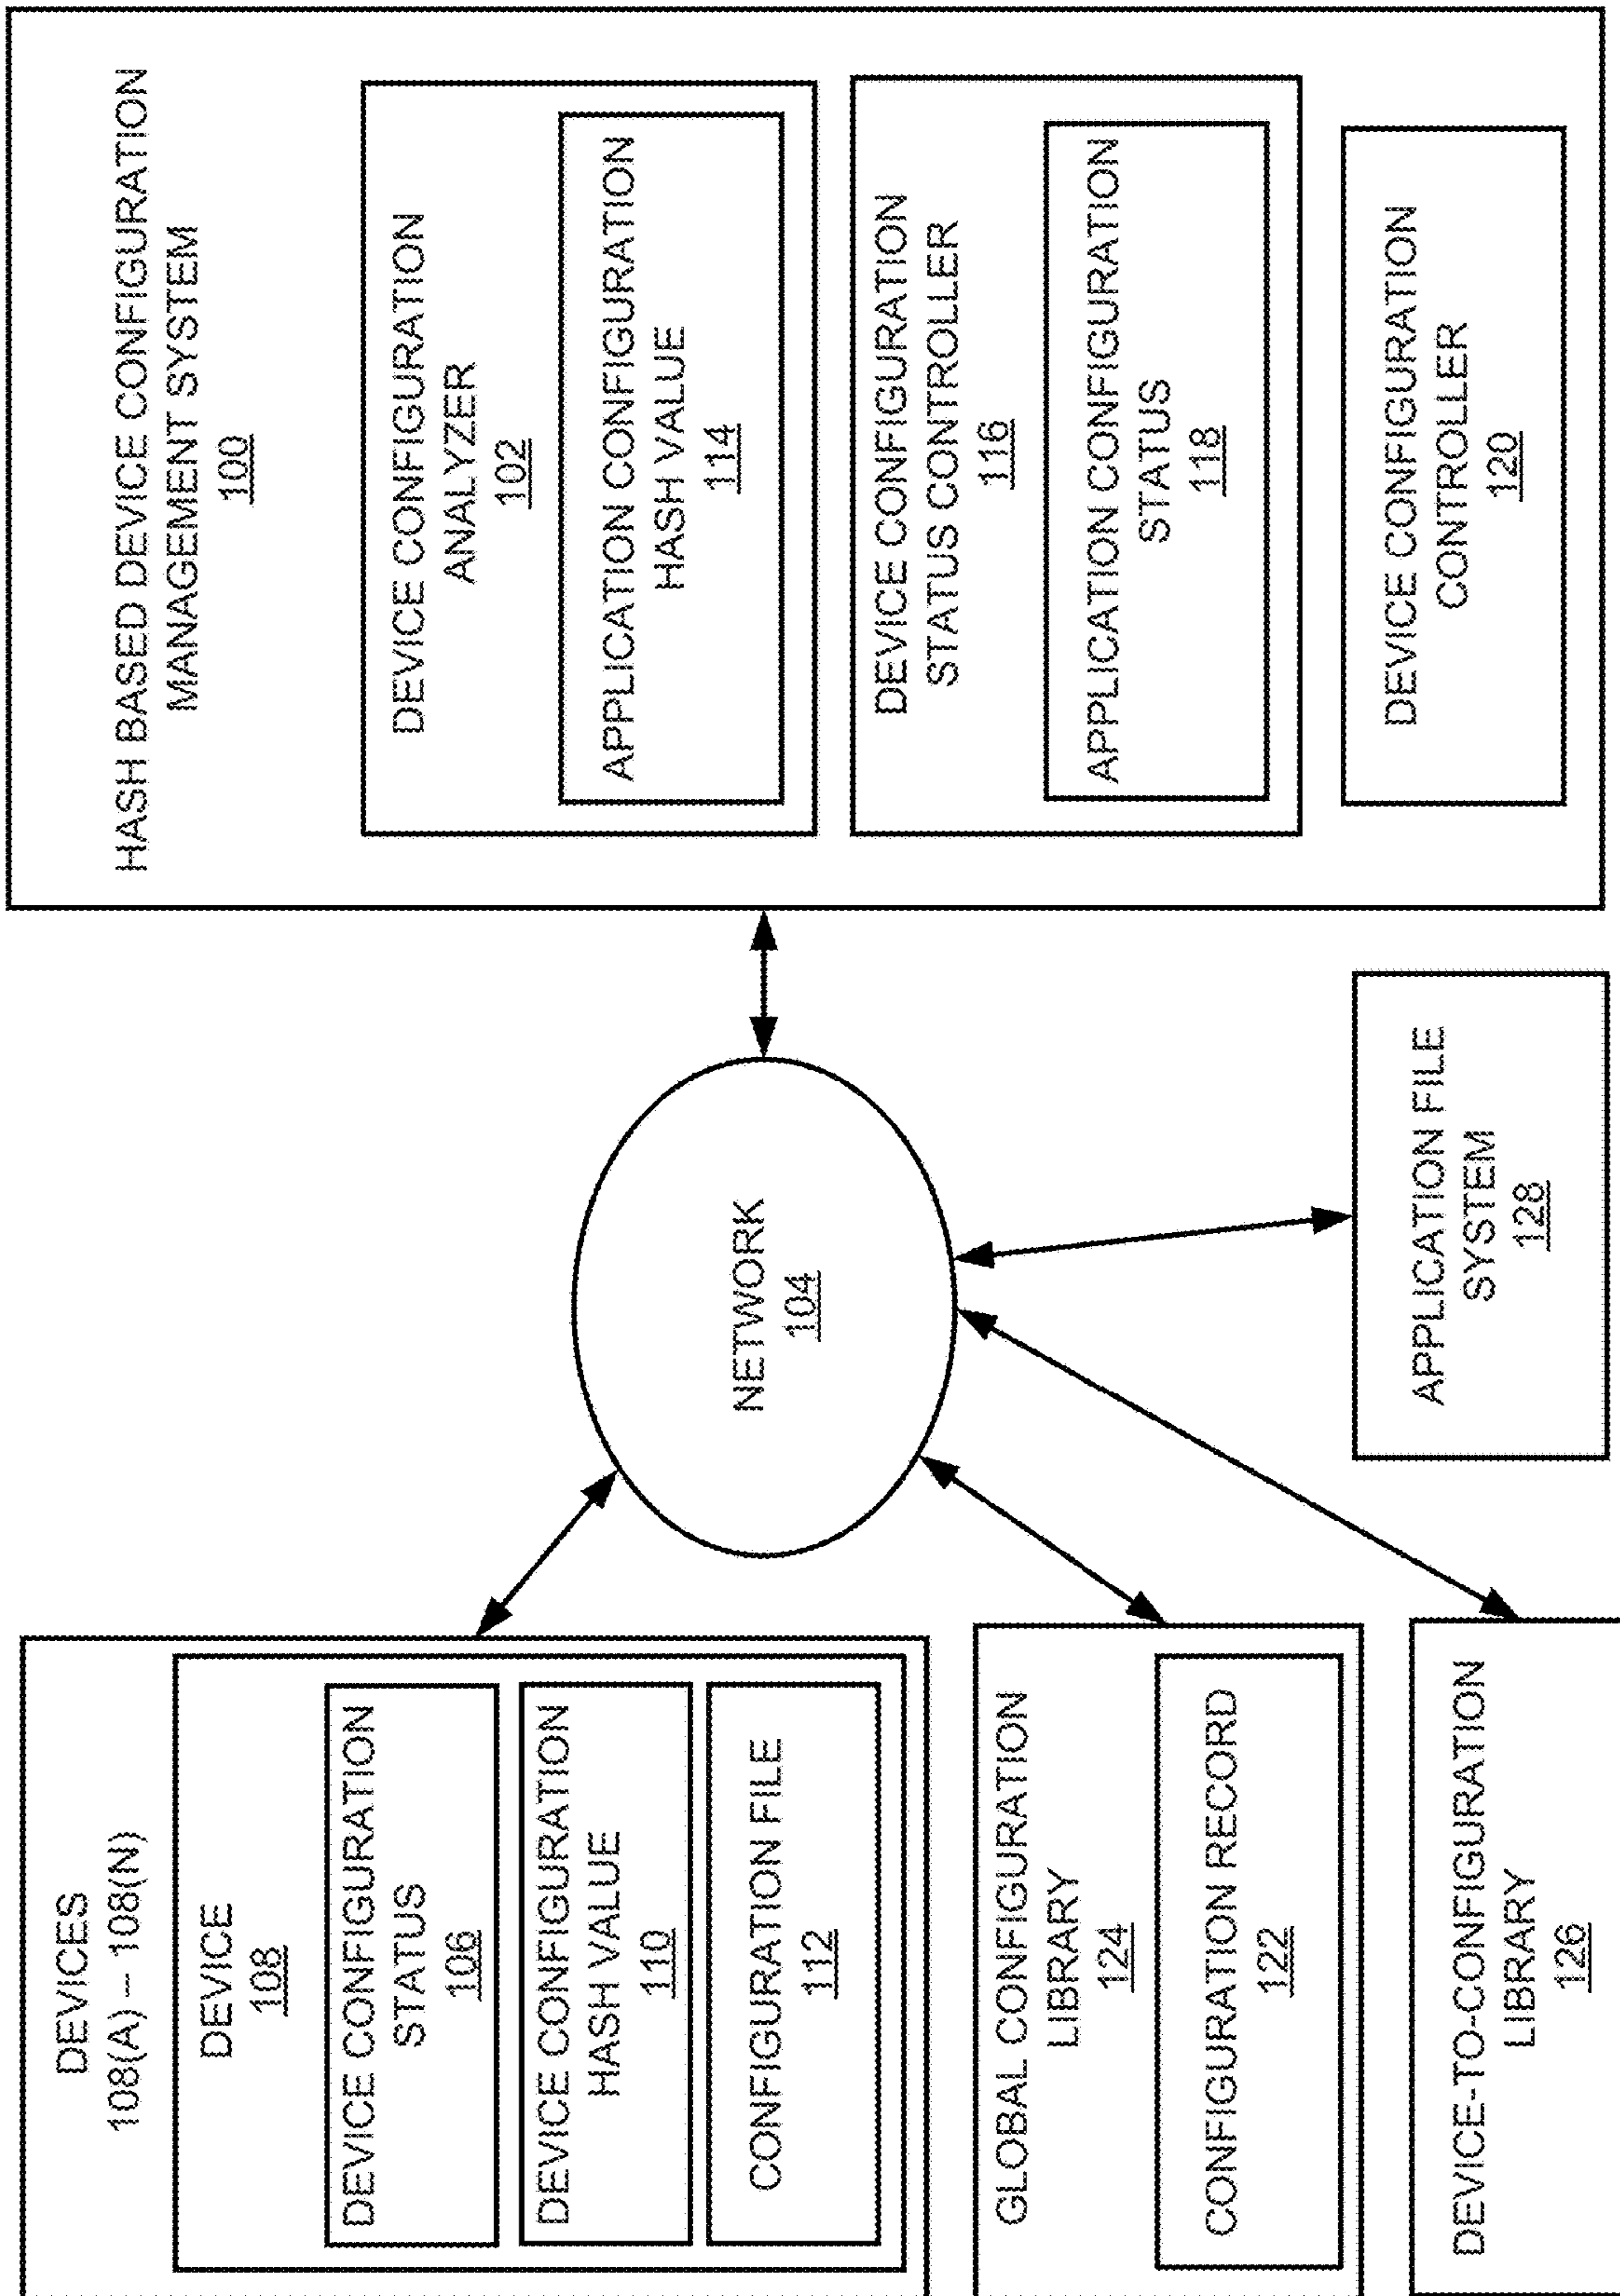 HASH BASED DEVICE CONFIGURATION
MANAGEMENT SYSTEM
100
DEVICE CONFIGURATION
ANALYZER
102
APPLICATION CONFIGURATION
HASH VALUE
114
DEVICE CONFIGURATION
STATUS CONTROLLER
116
APPLICATION CONFIGURATION
STATUS
118
DEVICE CONFIGURATION
CONTROLLER
120
NETWORK
104
APPLICATION FILE
SYSTEM
128
DEVICES
108(A) – 108(N)
DEVICE
108
DEVICE CONFIGURATION
STATUS
106
DEVICE CONFIGURATION
HASH VALUE
110
CONFIGURATION FILE
112
GLOBAL CONFIGURATION
LIBRARY
124
CONFIGURATION RECORD
122
DEVICE-TO-CONFIGURATION
LIBRARY
126